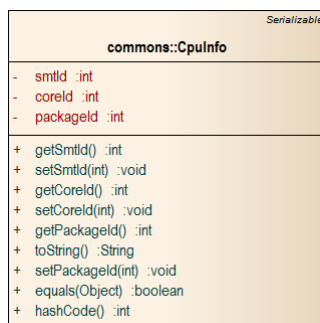 Serializable
commons::CpuInfo
- smtId :int
- coreId :int
- packageId :int
+ getSmtId() :int
+ setSmtId(int) :void
+ getCoreId() :int
+ setCoreId(int) :void
+ getPackageId() :int
+ toString() :String
+ setPackageId(int) :void
+ equals(Object) :boolean
+ hashCode() :int